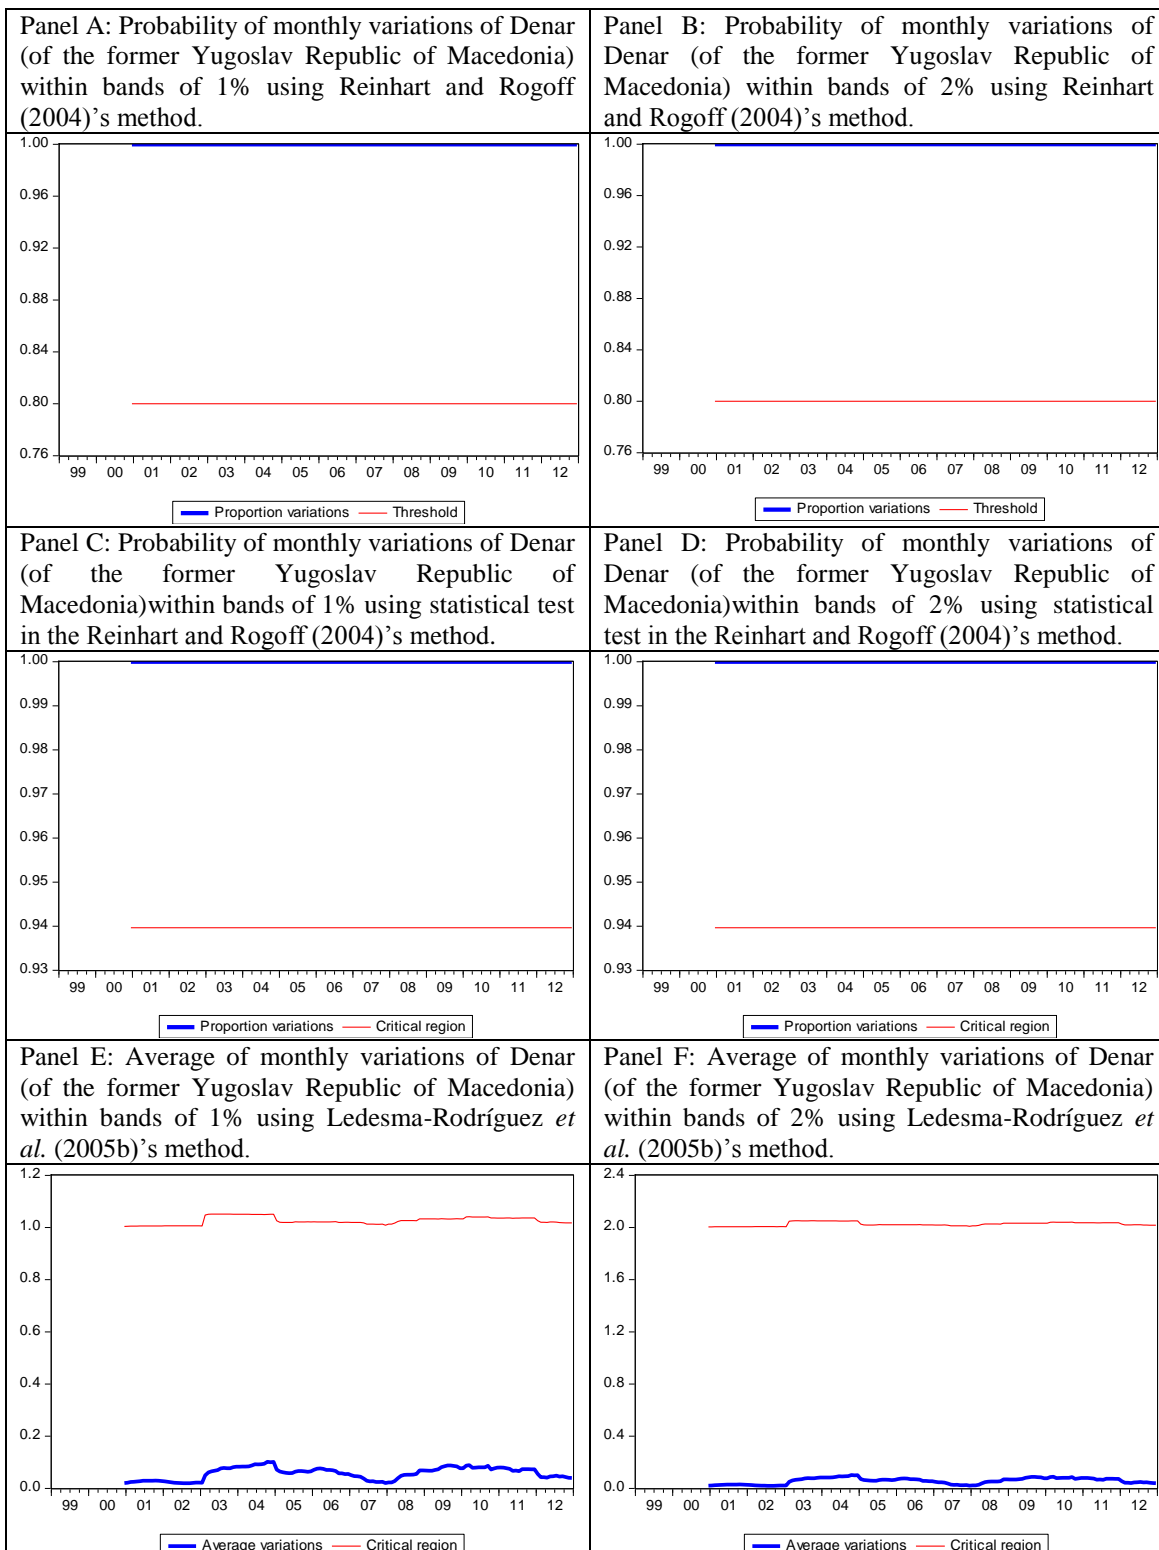 Panel A: Probability of monthly variations of Denar
(of the former Yugoslav Republic of Macedonia)
within bands of 1% using Reinhart and Rogoff
(2004)’s method.
Panel B: Probability of monthly variations of
Denar (of the former Yugoslav Republic of
Macedonia) within bands of 2% using Reinhart
and Rogoff (2004)’s method.
1.00
0.96
0.92
0.88
0.84
0.80
0.76
99 00 01 02 03 04 05 06 07 08 09 10 11 12
Proportion variations Threshold
1.00
0.96
0.92
0.88
0.84
0.80
0.76
99 00 01 02 03 04 05 06 07 08 09 10 11 12
Proportion variations Threshold
Panel C: Probability of monthly variations of Denar
(of the former Yugoslav Republic of
Macedonia)within bands of 1% using statistical test
in the Reinhart and Rogoff (2004)’s method.
Panel D: Probability of monthly variations of
Denar (of the former Yugoslav Republic of
Macedonia)within bands of 2% using statistical
test in the Reinhart and Rogoff (2004)’s method.
1.00
0.99
0.98
0.97
0.96
0.95
0.94
0.93
99 00 01 02 03 04 05 06 07 08 09 10 11 12
Proportion variations Critical region
1.00
0.99
0.98
0.97
0.96
0.95
0.94
0.93
99 00 01 02 03 04 05 06 07 08 09 10 11 12
Proportion variations Critical region
Panel E: Average of monthly variations of Denar
(of the former Yugoslav Republic of Macedonia)
within bands of 1% using Ledesma-Rodríguez et
al. (2005b)’s method.
Panel F: Average of monthly variations of Denar
(of the former Yugoslav Republic of Macedonia)
within bands of 2% using Ledesma-Rodríguez et
al. (2005b)’s method.
1.2
1.0
0.8
0.6
0.4
0.2
0.0
99 00 01 02 03 04 05 06 07 08 09 10 11 12
Average variations Critical region
2.4
2.0
1.6
1.2
0.8
0.4
0.0
99 00 01 02 03 04 05 06 07 08 09 10 11 12
Average variations Critical region